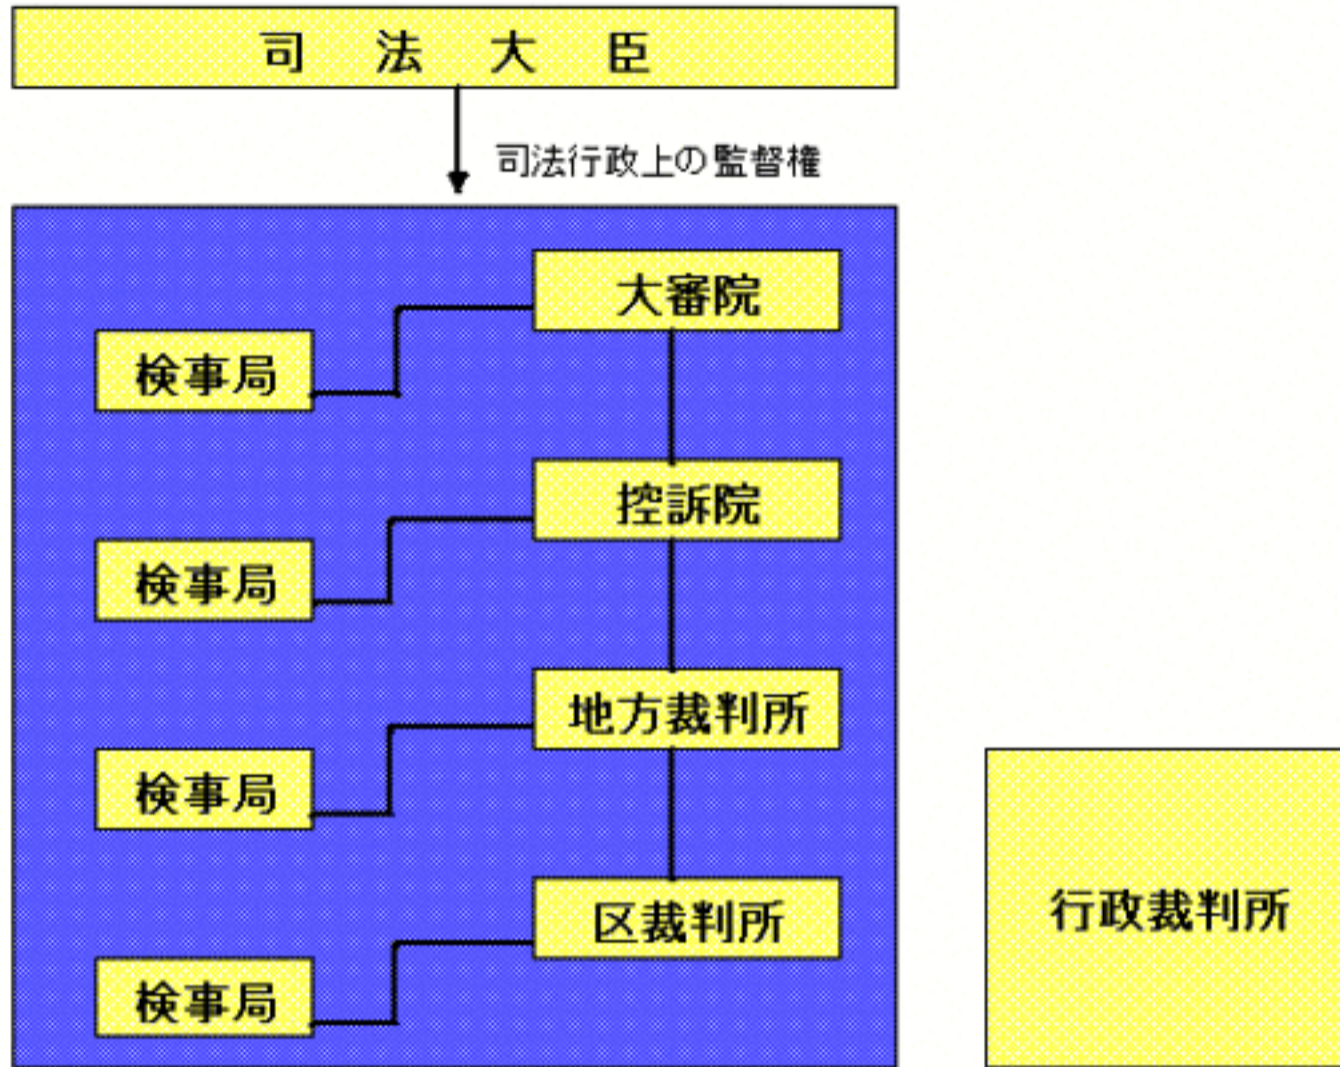 司法大臣
司法行政上の監督権
大審院
検事局
控訴院
検事局
地方裁判所
検事局
区裁判所
検事局
行政裁判所